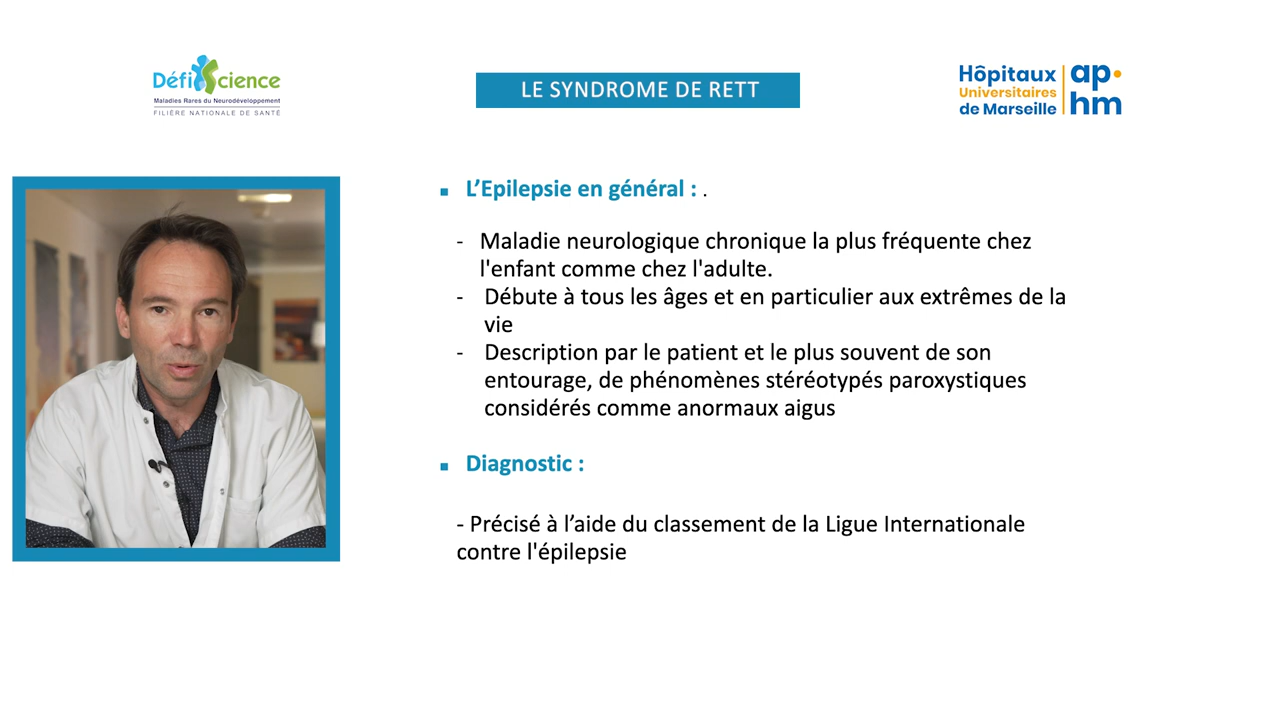 Défi Science
Maladies Rares du Neurodéveloppement
FILIÈRE NATIONALE DE SANTÉ
LE SYNDROME DE RETT
Hôpitaux
Universitaires
de Marseille
ap.
hm
▪ L’Epilepsie en général : .
- Maladie neurologique chronique la plus fréquente chez
l'enfant comme chez l'adulte.
- Débute à tous les âges et en particulier aux extrêmes de la
vie
- Description par le patient et le plus souvent de son
entourage, de phénomènes stéréotypés paroxystiques
considérés comme anormaux aigus
▪ Diagnostic :
- Précisé à l’aide du classement de la Ligue Internationale
contre l'épilepsie